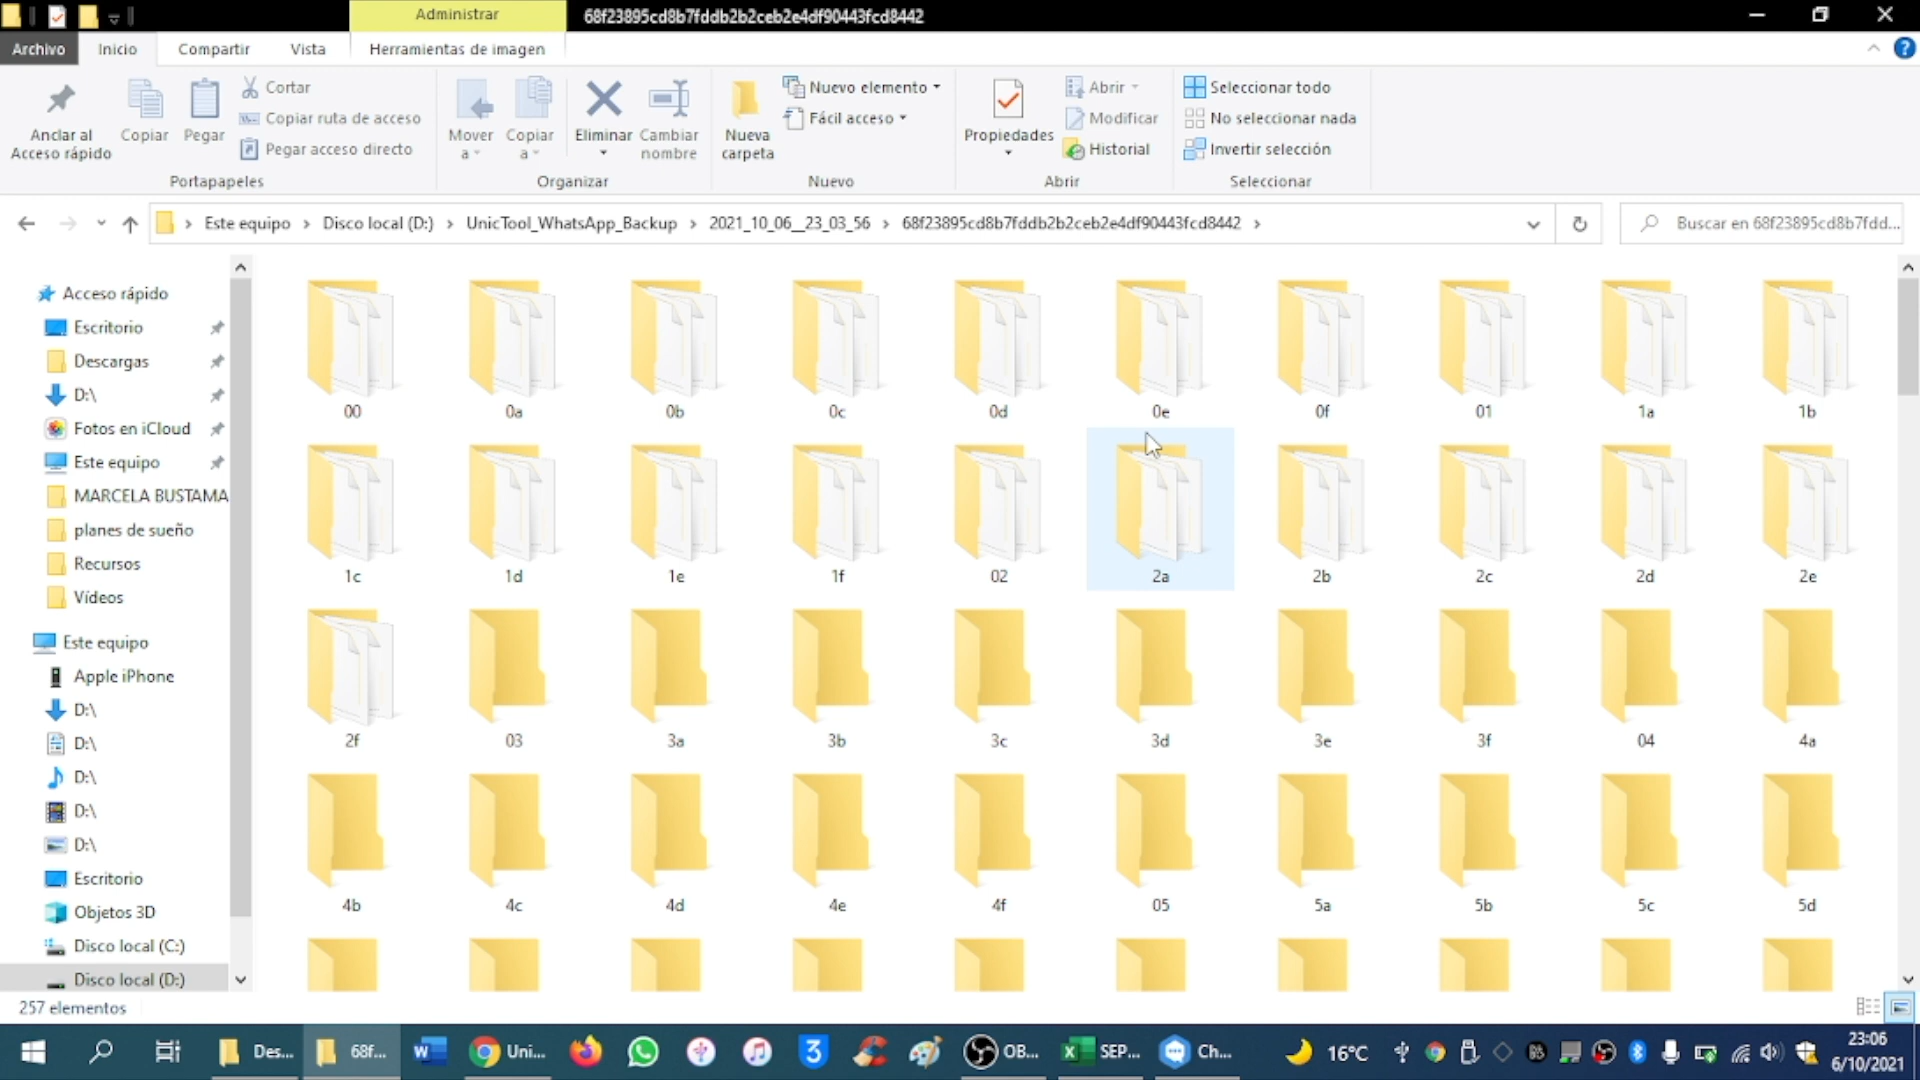 Administrar
68f23895cd8b7fddb2b2ceb2e4df90443fcd8442
Archivo
Inicio
Compartir
Vista
Herramientas de imagen
Anclar al
Acceso rápido
Copiar
Pegar
Cortar
Copiar ruta de acceso
Pegar acceso directo
Portapapeles
Mover
a
Copiar
a
Eliminar
Cambiar
nombre
Organizar
Nueva
carpeta
Nuevo elemento
Fácil acceso
Nuevo
Propiedades
Abrir
Modificar
Historial
Abrir
Seleccionar todo
No seleccionar nada
Invertir selección
Seleccionar
Este equipo > Disco local (D:) > UnicTool_WhatsApp_Backup > 2021_10_06__23_03_56 > 68f23895cd8b7fddb2b2ceb2e4df90443fcd8442 >
Buscar en 68f23895cd8b7fdd...
Acceso rápido
Escritorio
Descargas
D:\
Fotos en iCloud
Este equipo
MARCELA BUSTAMA
planes de sueño
Recursos
Vídeos
Este equipo
Apple iPhone
D:\
D:\
D:\
D:\
D:\
Escritorio
Objetos 3D
Disco local (C:)
Disco local (D:)
00 0a 0b 0c 0d 0e 0f 01 1a 1b
1c 1d 1e 1f 02 2a 2b 2c 2d 2e
2f 03 3a 3b 3c 3d 3e 3f 04 4a
4b 4c 4d 4e 4f 05 5a 5b 5c 5d
257 elementos
Des...
68f...
Uni...
3
OB...
SEP...
Ch...
16°C
23:06
6/10/2021